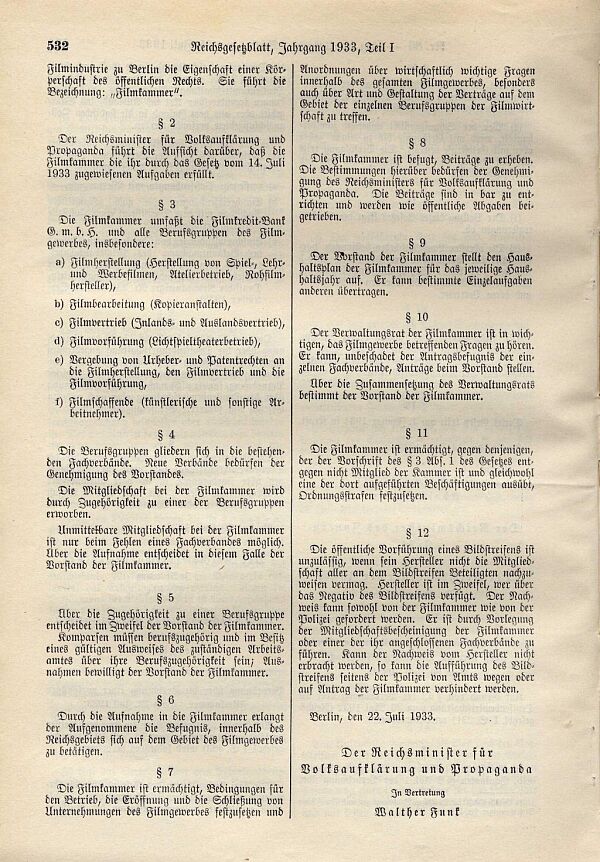 532
Reichsgesetzblatt, Jahrgang 1933, Teil I
Filmindustrie zu Berlin die Eigenschaft einer Kör-
perschaft des öffentlichen Rechts. Sie führt die
Bezeichnung: „Filmkammer“.
§ 2
Der Reichsminister für Volksaufklärung und
Propaganda führt die Aufsicht darüber, daß die
Filmkammer die ihr durch das Gesetz vom 14. Juli
1933 zugewiesenen Aufgaben erfüllt.
§ 3
Die Filmkammer umfaßt die Filmkredit-Bank
G. m. b. H. und alle Berufsgruppen des Film-
gewerbes, insbesondere:
a) Filmherstellung (Herstellung von Spiel-, Lehr-
und Werbefilmen, Atelierbetrieb, Rohfilm-
hersteller),
b) Filmbearbeitung (Kopieranstalten),
c) Filmvertrieb (Inlands- und Auslandsvertrieb),
d) Filmvorführung (Lichtspieltheaterbetrieb),
e) Vergebung von Urheber- und Patentrechten an
die Filmherstellung, den Filmvertrieb und die
Filmvorführung,
f) Filmschaffende (künstlerische und sonstige Ar-
beitnehmer).
§ 4
Die Berufsgruppen gliedern sich in die bestehen-
den Fachverbände. Neue Verbände bedürfen der
Genehmigung des Vorstandes.
Die Mitgliedschaft bei der Filmkammer wird
durch Zugehörigkeit zu einer der Berufsgruppen
erworben.
Unmittelbare Mitgliedschaft bei der Filmkammer
ist nur beim Fehlen eines Fachverbandes möglich.
Über die Aufnahme entscheidet in diesem Falle der
Vorstand der Filmkammer.
§ 5
Über die Zugehörigkeit zu einer Berufsgruppe
entscheidet im Zweifel der Vorstand der Filmkammer.
Komparsen müssen berufszugehörig und im Besitz
eines gültigen Ausweises des zuständigen Arbeits-
amtes über ihre Berufszugehörigkeit sein; Aus-
nahmen bewilligt der Vorstand der Filmkammer.
§ 6
Durch die Aufnahme in die Filmkammer erlangt
der Aufgenommene die Befugnis, innerhalb des
Reichsgebiets sich auf dem Gebiet des Filmgewerbes
zu betätigen.
§ 7
Die Filmkammer ist ermächtigt, Bedingungen für
den Betrieb, die Eröffnung und die Schließung von
Unternehmungen des Filmgewerbes festzusetzen und
Anordnungen über wirtschaftlich wichtige Fragen
innerhalb des gesamten Filmgewerbes, besonders
auch über Art und Gestaltung der Verträge auf dem
Gebiet der einzelnen Berufsgruppen der Filmwirt-
schaft zu treffen.
§ 8
Die Filmkammer ist befugt, Beiträge zu erheben.
Die Bestimmungen hierüber bedürfen der Genehmi-
gung des Reichsministers für Volksaufklärung und
Propaganda. Die Beiträge sind in bar zu ent-
richten und werden wie öffentliche Abgaben bei-
getrieben.
§ 9
Der Vorstand der Filmkammer stellt den Haus-
haltsplan der Filmkammer für das jeweilige Haus-
haltsjahr auf. Er kann bestimmte Einzelaufgaben
anderen übertragen.
§ 10
Der Verwaltungsrat der Filmkammer ist in wich-
tigen, das Filmgewerbe betreffenden Fragen zu hören.
Er kann, unbeschadet der Antragsbefugnis der ein-
zelnen Fachverbände, Anträge beim Vorstand stellen.
Über die Zusammensetzung des Verwaltungsrats
bestimmt der Vorstand der Filmkammer.
§ 11
Die Filmkammer ist ermächtigt, gegen denjenigen,
der der Vorschrift des § 3 Abs. 1 des Gesetzes ent-
gegen nicht Mitglied der Kammer ist und gleichwohl
eine der dort aufgeführten Beschäftigungen ausübt,
Ordnungsstrafen festzusetzen.
§ 12
Die öffentliche Vorführung eines Bildstreifens ist
unzulässig, wenn sein Hersteller nicht die Mitglied-
schaft aller an dem Bildstreifen Beteiligten nachzu-
weisen vermag. Hersteller ist im Zweifel, wer über
das Negativ des Bildstreifens verfügt. Der Nach-
weis kann sowohl von der Filmkammer wie von der
Polizei gefordert werden. Er ist durch Vorlegung
der Mitgliedschaftsbescheinigung der Filmkammer
oder einer der ihr angeschlossenen Fachverbände zu
führen. Kann der Nachweis vom Hersteller nicht
erbracht werden, so kann die Aufführung des Bild-
streifens seitens der Polizei von Amts wegen oder
auf Antrag der Filmkammer verhindert werden.
Berlin, den 22. Juli 1933.
Der Reichsminister für
Volksaufklärung und Propaganda
In Vertretung
Walther Funk